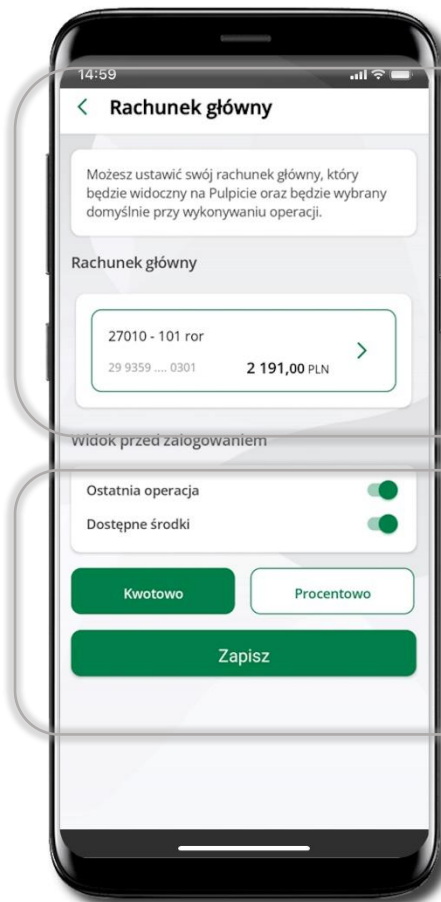 14:59
Rachunek główny
Możesz ustawić swój rachunek główny, który
będzie widoczny na Pulpicie oraz będzie wybrany
domyślnie przy wykonywaniu operacji.
Rachunek główny
27010 - 101 ror
29 9359 .... 0301 2 191,00 PLN
Widok przed zalogowaniem
Ostatnia operacja
Dostępne środki
Kwotowo Procentowo
Zapisz